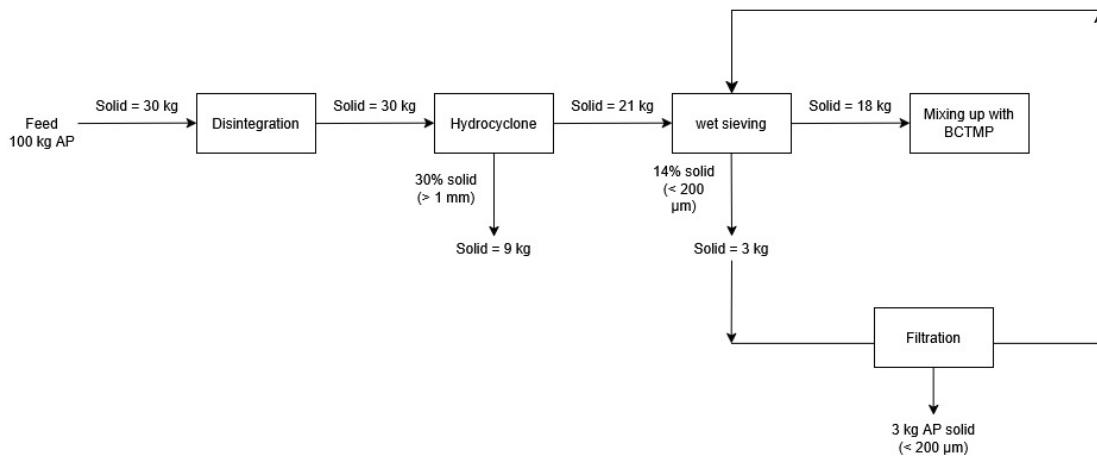 Solid = 30 kg
Solid = 30 kg
Solid = 21 kg
Solid = 18 kg
Feed
100 kg AP
Disintegration
Hydrocyclone
wet sieving
Mixing up with
BCTMP
30% solid
(> 1 mm)
14% solid
(< 200
µm)
Solid = 9 kg
Solid = 3 kg
Filtration
3 kg AP solid
(< 200 µm)